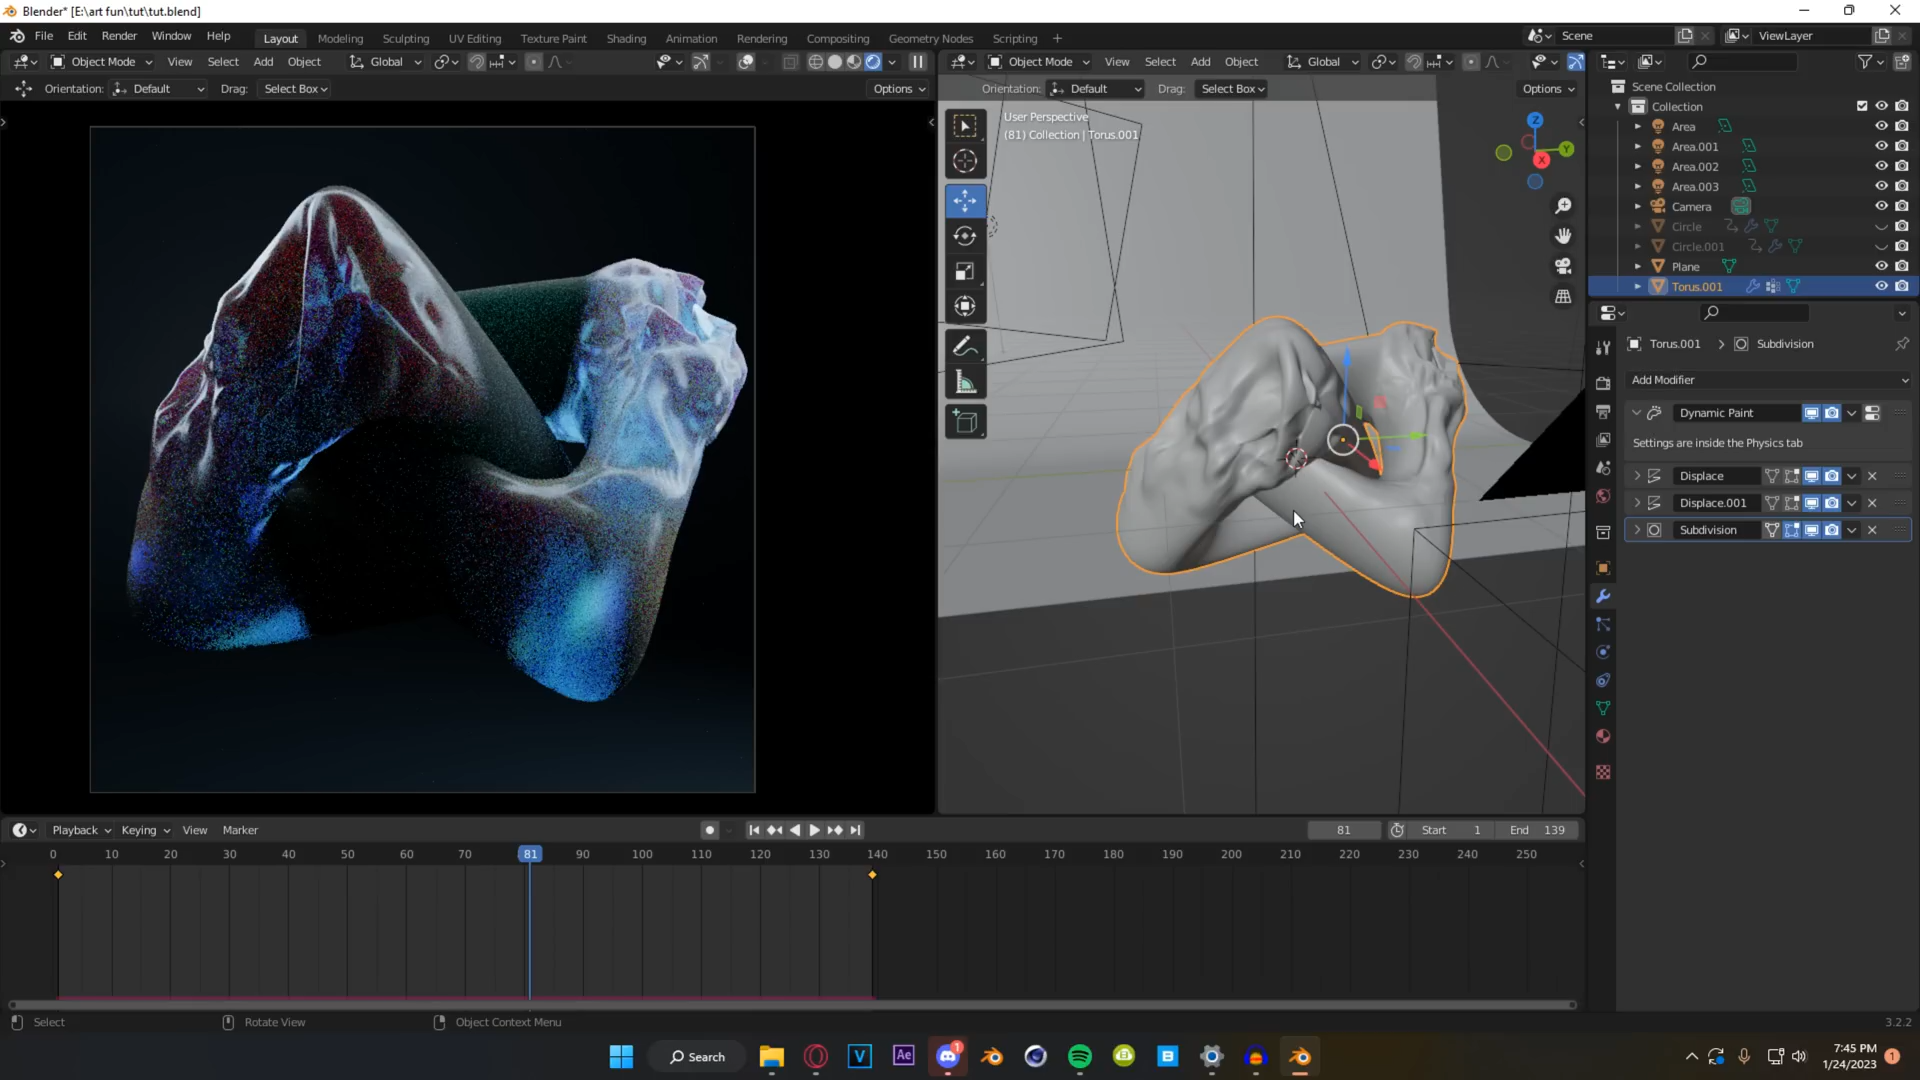 Blender* [E:\art fun\tut\tut.blend]
File Edit Render Window Help Layout Modeling Sculpting UV Editing Texture Paint Shading Animation Rendering Compositing Geometry Nodes Scripting + Scene ViewLayer
Object Mode View Select Add Object Global
Object Mode View Select Add Object Global
Orientation: Default Drag: Select Box Options
Orientation: Default Drag: Select Box Options
User Perspective
(81) Collection | Torus.001
Z
Y
X
Scene Collection
Collection
Area
Area.001
Area.002
Area.003
Camera
Circle
Circle.001
Plane
Torus.001
Torus.001 > Subdivision
Add Modifier
Dynamic Paint
Settings are inside the Physics tab
Displace
Displace.001
Subdivision
Playback Keying View Marker 81 Start 1 End 139
0 10 20 30 40 50 60 70 81 90 100 110 120 130 140 150 160 170 180 190 200 210 220 230 240 250
Select Rotate View Object Context Menu 3.2.2
Search V Ae 1 B B
7:45 PM
1/24/2023
1